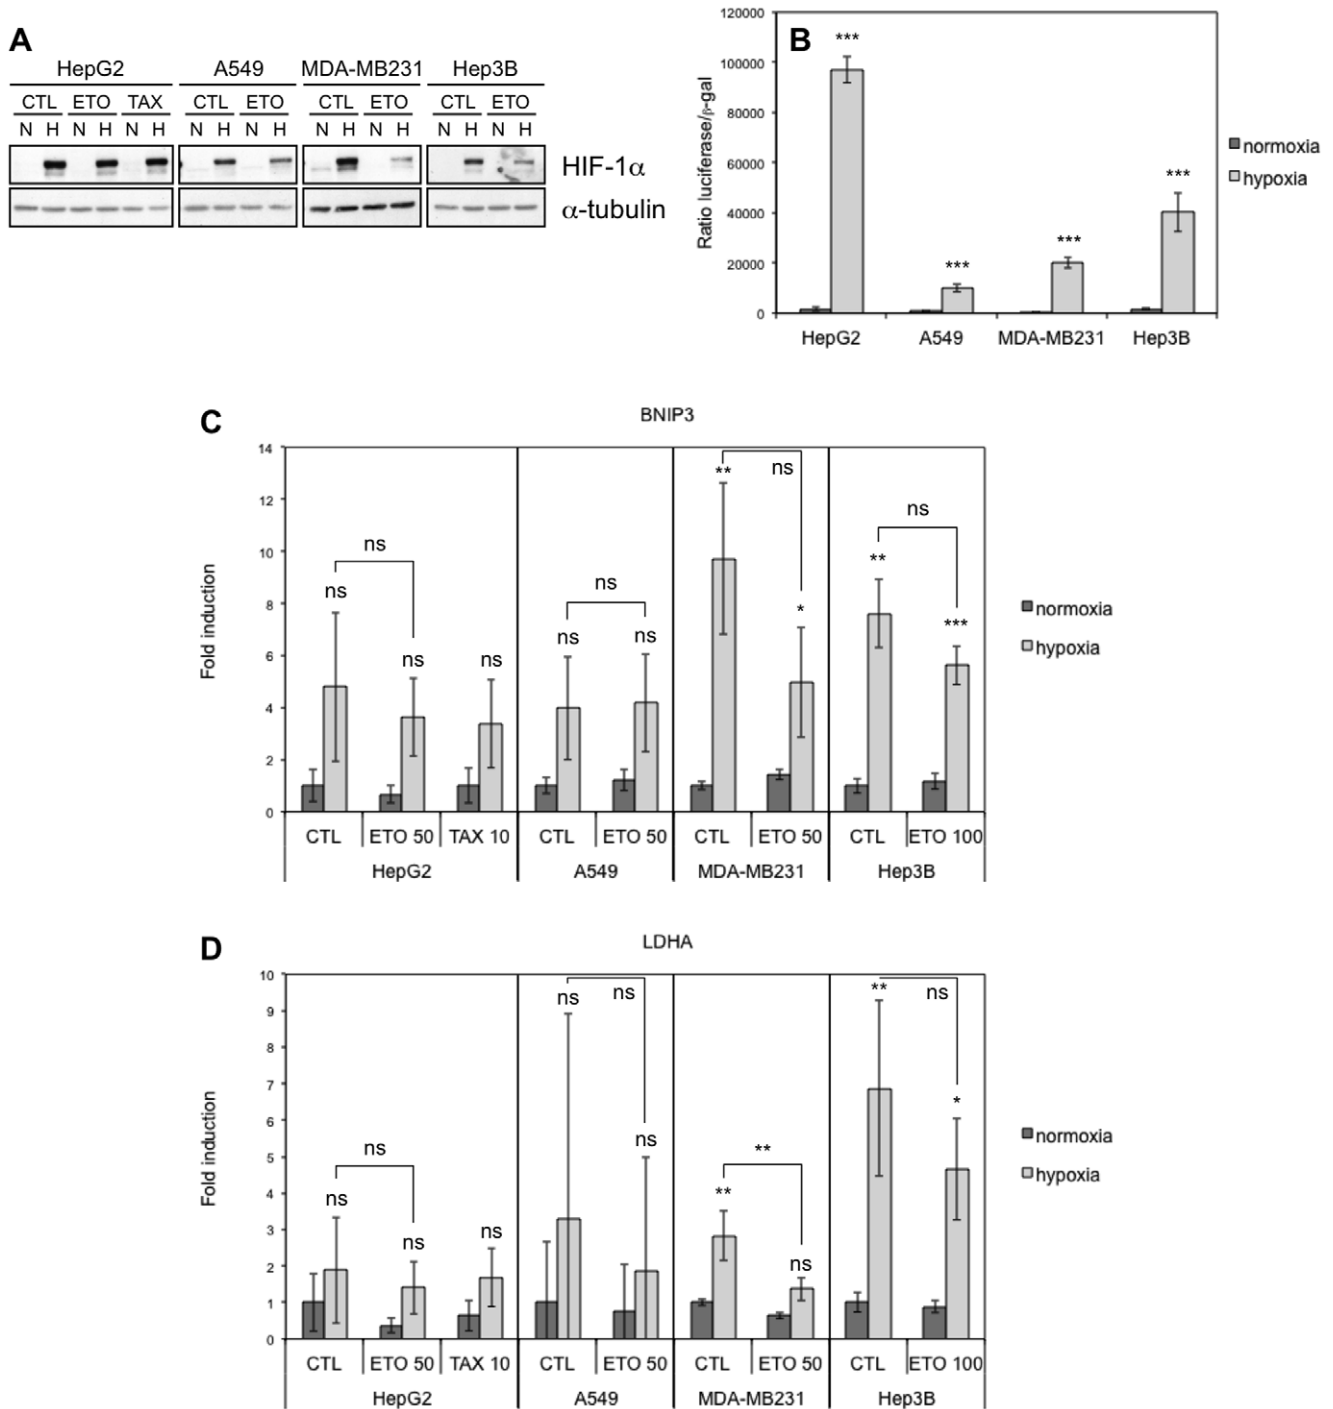 A
HepG2 A549 MDA-MB231 Hep3B
CTL ETO TAX CTL ETO CTL ETO CTL ETO
N H N H N H N H N H N H N H N H N H
HIF-1α
α-tubulin
B
120000
100000
80000
60000
40000
20000
0
Ratio luciferase/β-gal
***
***
***
***
HepG2 A549 MDA-MB231 Hep3B
normoxia
hypoxia
C
BNIP3
14
12
10
8
6
4
2
0
Fold induction
ns
ns ns ns
ns
ns ns
ns
** *
ns
** ***
CTL ETO 50 TAX 10 CTL ETO 50 CTL ETO 50 CTL ETO 100
HepG2 A549 MDA-MB231 Hep3B
normoxia
hypoxia
D
LDHA
10
9
8
7
6
5
4
3
2
1
0
Fold induction
ns
ns ns ns
ns
ns ns
**
** ns
ns
** *
CTL ETO 50 TAX 10 CTL ETO 50 CTL ETO 50 CTL ETO 100
HepG2 A549 MDA-MB231 Hep3B
normoxia
hypoxia